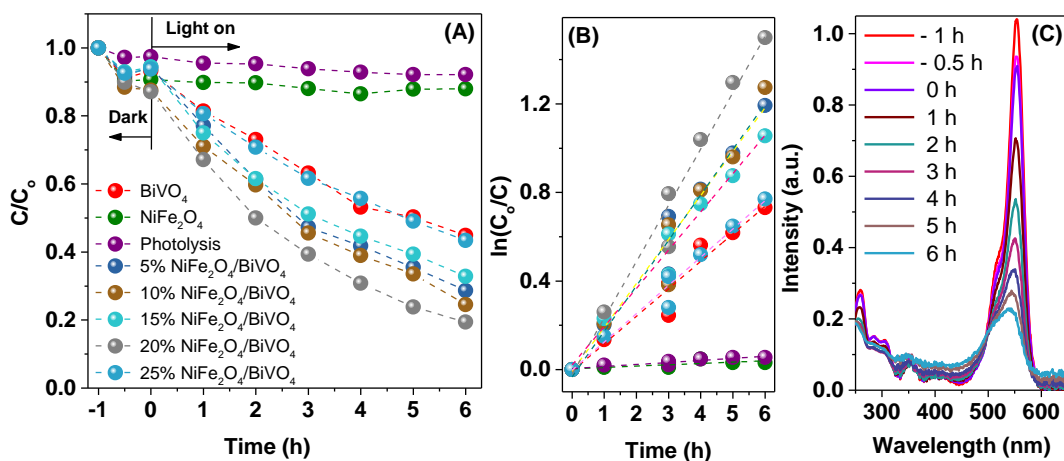 (A)
Light on
Dark
C/C₀
1.0
0.8
0.6
0.4
0.2
0.0
BiVO₄
NiFe₂O₄
Photolysis
5% NiFe₂O₄/BiVO₄
10% NiFe₂O₄/BiVO₄
15% NiFe₂O₄/BiVO₄
20% NiFe₂O₄/BiVO₄
25% NiFe₂O₄/BiVO₄
-1 0 1 2 3 4 5 6
Time (h)
(B)
ln(C₀/C)
1.2
0.8
0.4
0.0
0 1 2 3 4 5 6
Time (h)
(C)
Intensity (a.u.)
1.0
0.8
0.6
0.4
0.2
0.0
- 1 h
- 0.5 h
0 h
1 h
2 h
3 h
4 h
5 h
6 h
300 400 500 600
Wavelength (nm)